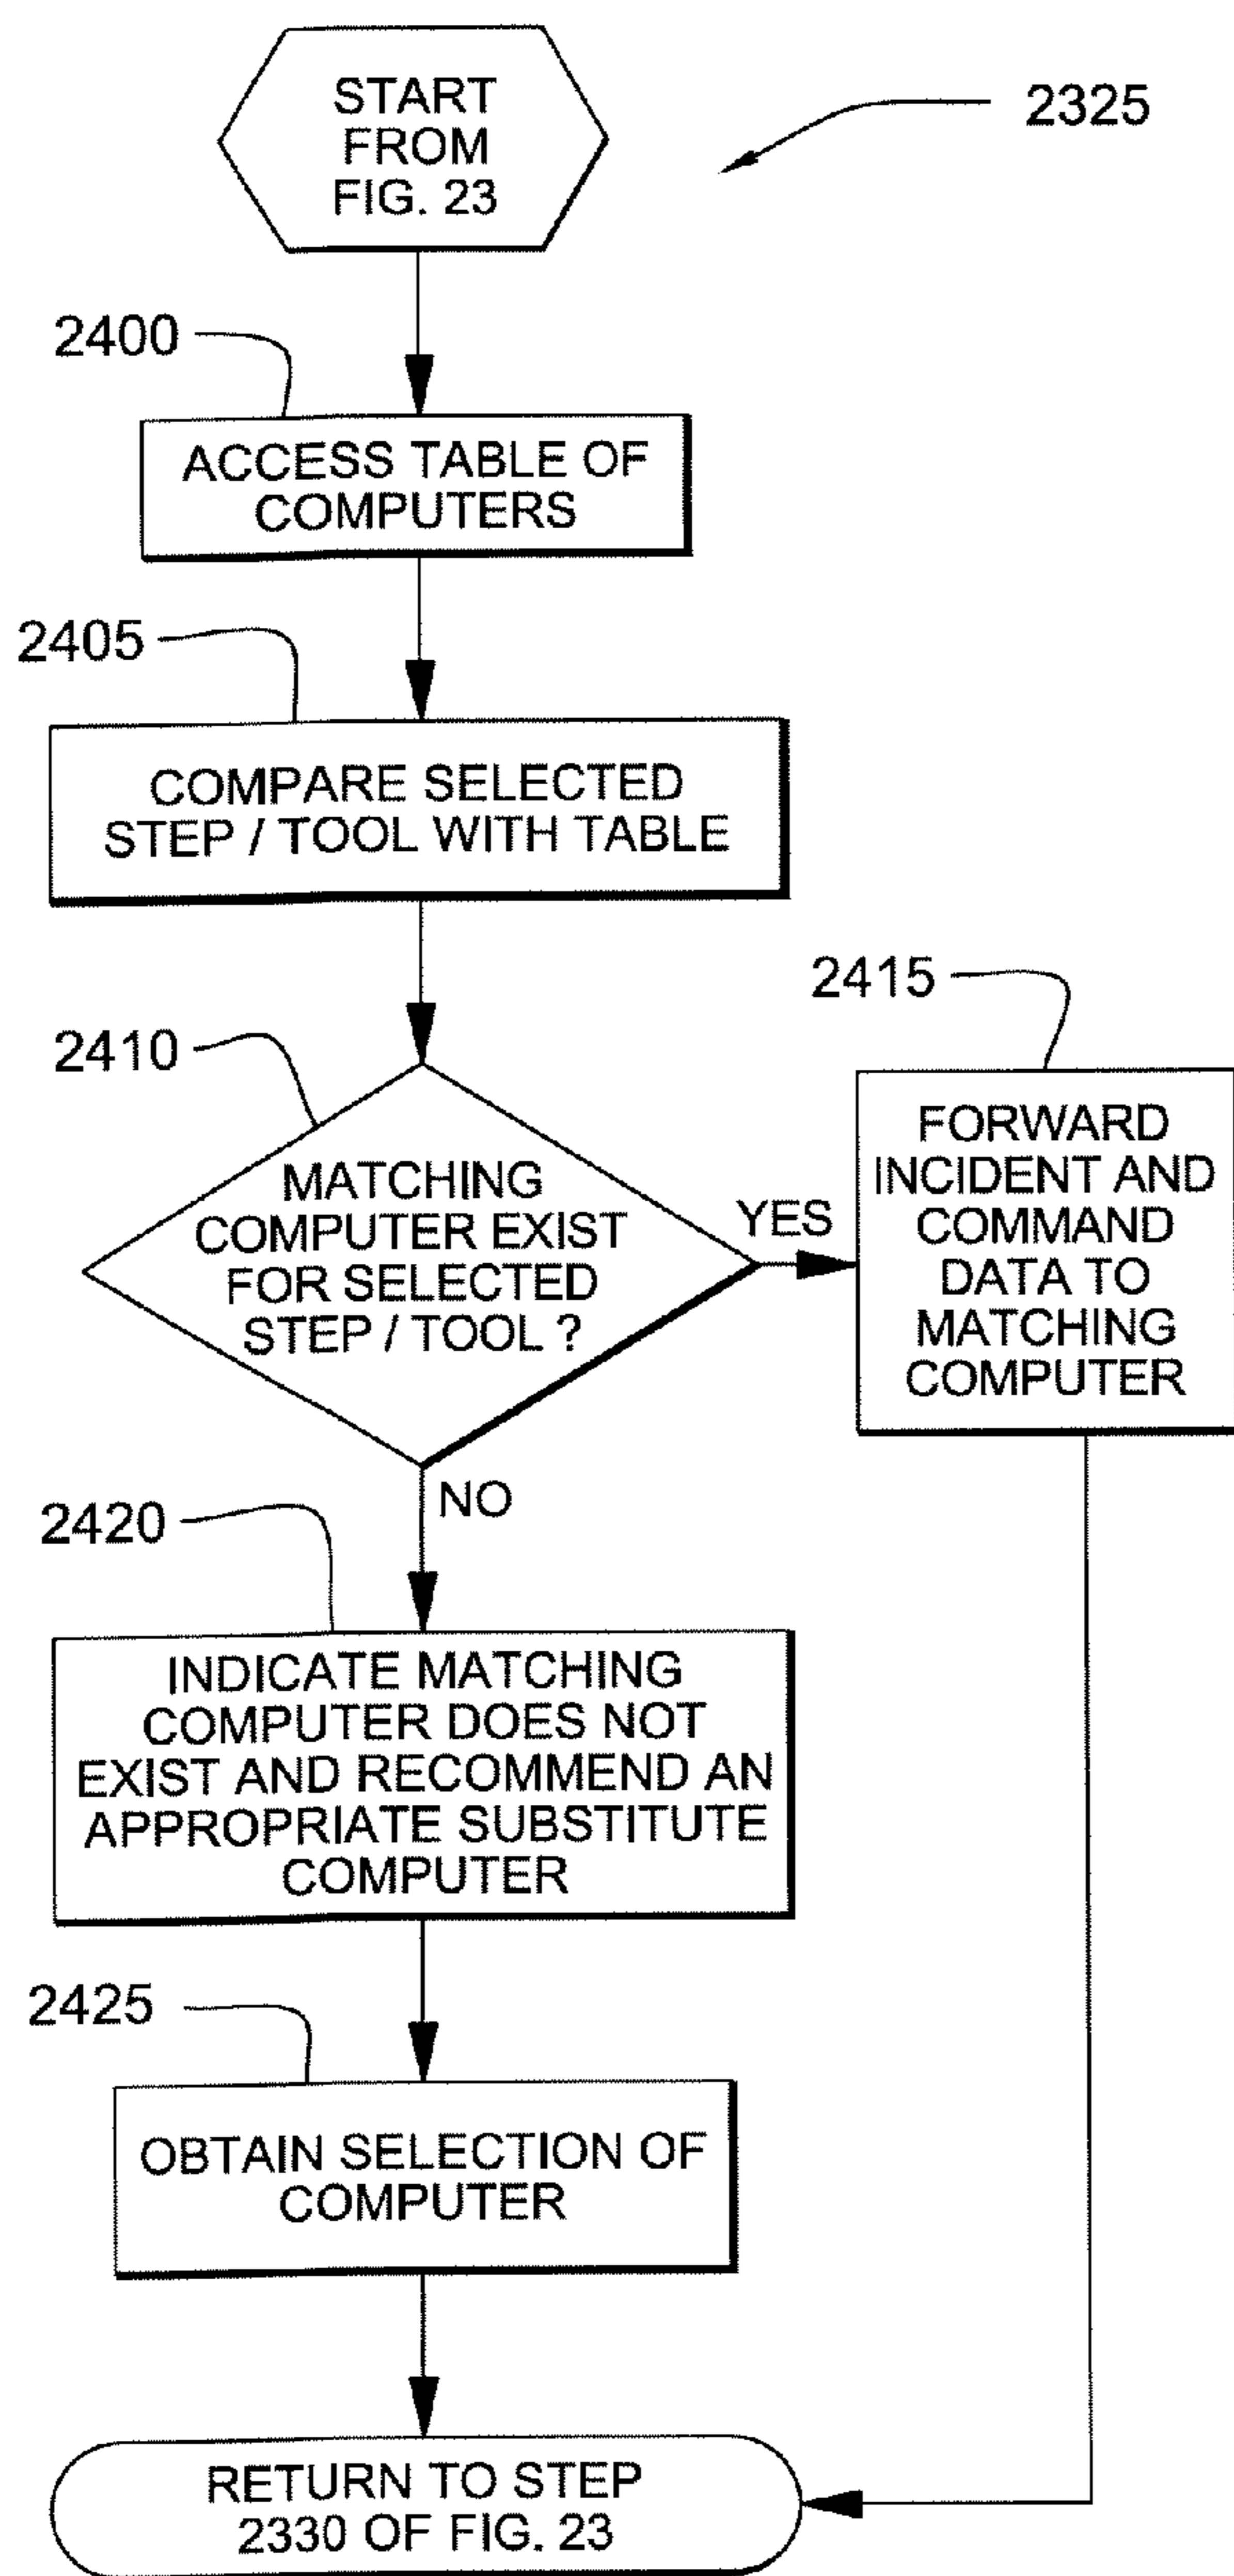 START
FROM
FIG. 23
2325
2400
ACCESS TABLE OF
COMPUTERS
2405
COMPARE SELECTED
STEP / TOOL WITH TABLE
2410
MATCHING
COMPUTER EXIST
FOR SELECTED
STEP / TOOL ?
YES
2415
FORWARD
INCIDENT AND
COMMAND
DATA TO
MATCHING
COMPUTER
NO
2420
INDICATE MATCHING
COMPUTER DOES NOT
EXIST AND RECOMMEND AN
APPROPRIATE SUBSTITUTE
COMPUTER
2425
OBTAIN SELECTION OF
COMPUTER
RETURN TO STEP
2330 OF FIG. 23